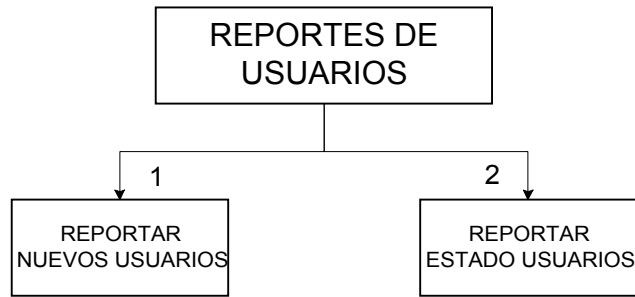 REPORTES DE
USUARIOS
1
2
REPORTAR
NUEVOS USUARIOS
REPORTAR
ESTADO USUARIOS